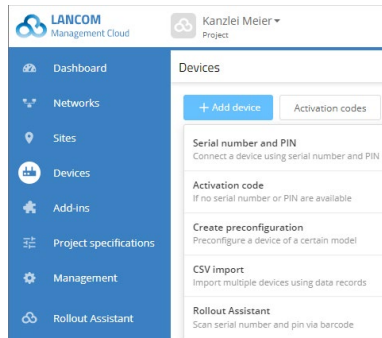 LANCOM
Management Cloud
Kanzlei Meier
Project
Dashboard
Networks
Sites
Devices
Add-ins
Project specifications
Management
Rollout Assistant
Devices
+ Add device
Activation codes
Serial number and PIN
Connect a device using serial number and PIN
Activation code
If no serial number or PIN are available
Create preconfiguration
Preconfigure a device of a certain model
CSV import
Import multiple devices using data records
Rollout Assistant
Scan serial number and pin via barcode